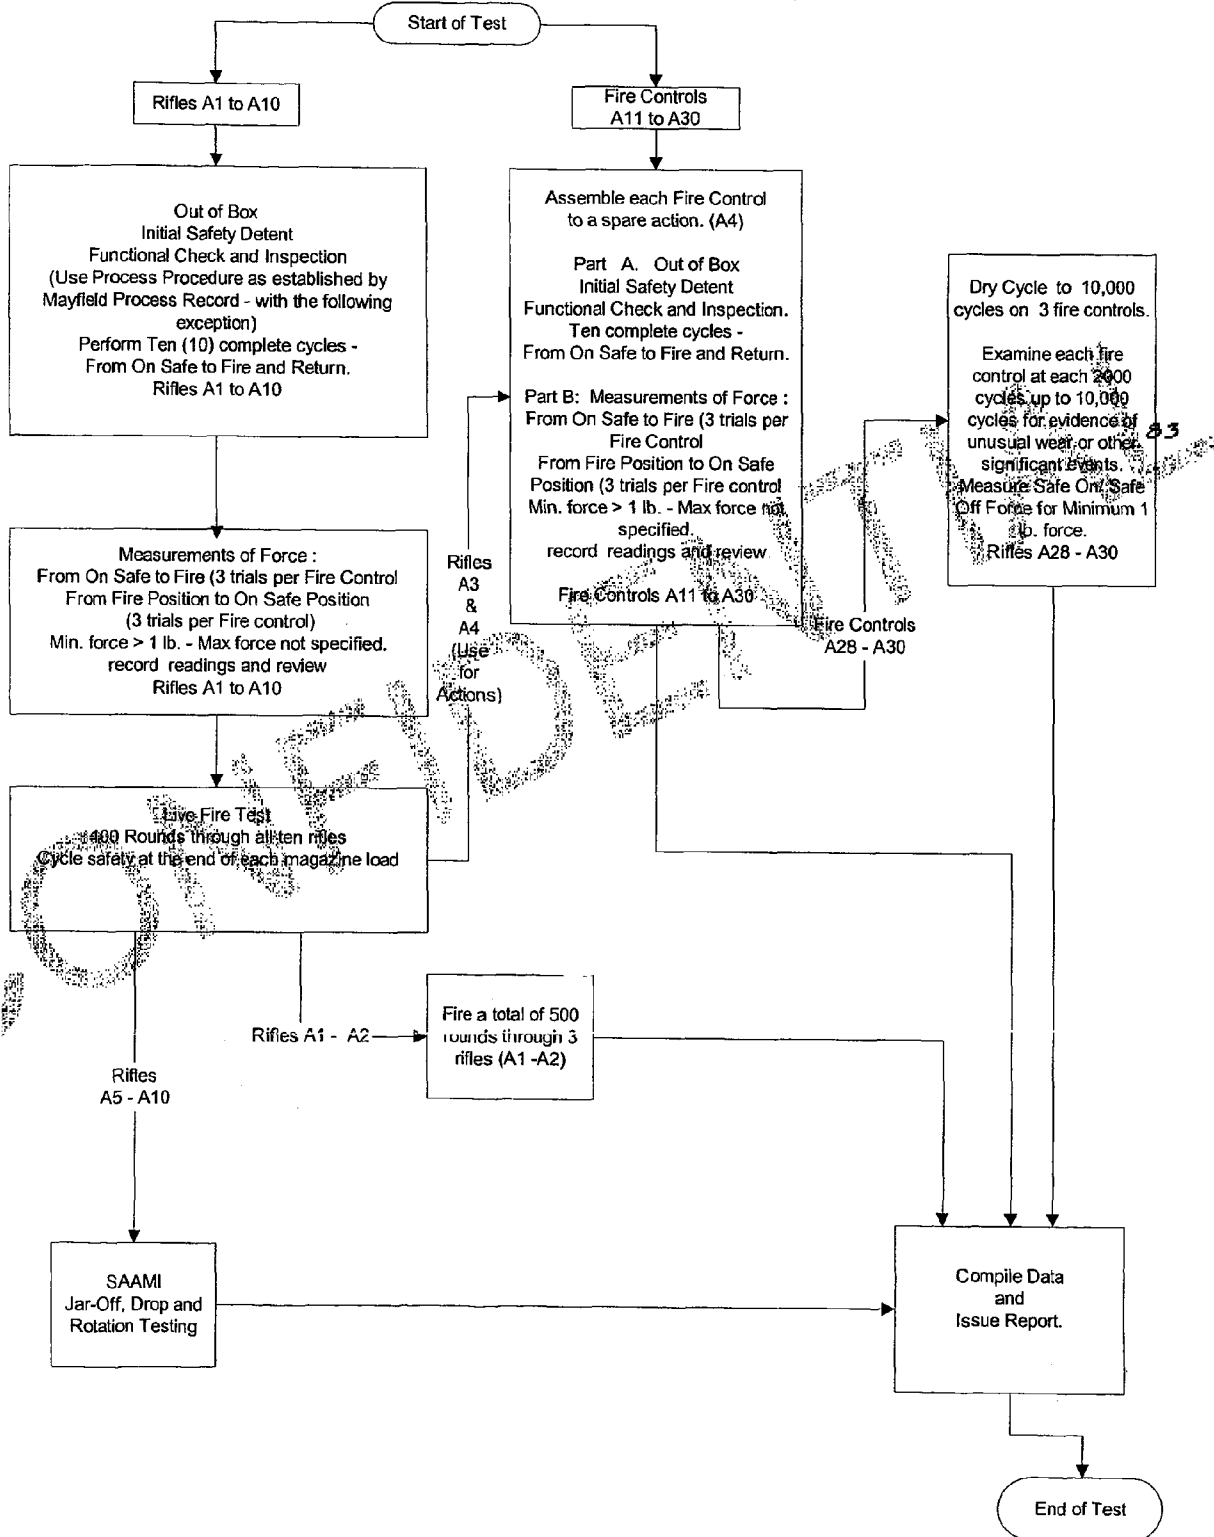 Start of Test
Rifles A1 to A10
Fire Controls
A11 to A30
Out of Box
Initial Safety Detent
Functional Check and Inspection
(Use Process Procedure as established by
Mayfield Process Record - with the following
exception)
Perform Ten (10) complete cycles -
From On Safe to Fire and Return.
Rifles A1 to A10
Assemble each Fire Control
to a spare action. (A4)
Part A. Out of Box
Initial Safety Detent
Functional Check and Inspection.
Ten complete cycles -
From On Safe to Fire and Return.
Part B: Measurements of Force :
From On Safe to Fire (3 trials per
Fire Control
From Fire Position to On Safe
Position (3 trials per Fire control
Min. force > 1 lb. - Max force not
specified.
record readings and review
Fire Controls A11 to A30
Dry Cycle to 10,000
cycles on 3 fire controls.
Examine each fire
control at each 2000
cycles up to 10,000
cycles for evidence of
unusual wear or other
significant events.
Measure Safe On/ Safe
Off Force for Minimum 1
lb. force.
Rifles A28 - A30
83
Measurements of Force :
From On Safe to Fire (3 trials per Fire Control
From Fire Position to On Safe Position
(3 trials per Fire control)
Min. force > 1 lb. - Max force not specified.
record readings and review
Rifles A1 to A10
Rifles
A3
&
A4
(Use
for
Actions)
Fire Controls
A28 - A30
Live Fire Test
400 Rounds through all ten rifles
Cycle safety at the end of each magazine load
Rifles A1 - A2
Fire a total of 500
rounds through 3
rifles (A1 -A2)
Rifles
A5 - A10
SAAMI
Jar-Off, Drop and
Rotation Testing
Compile Data
and
Issue Report.
End of Test
CONFIDENTIAL